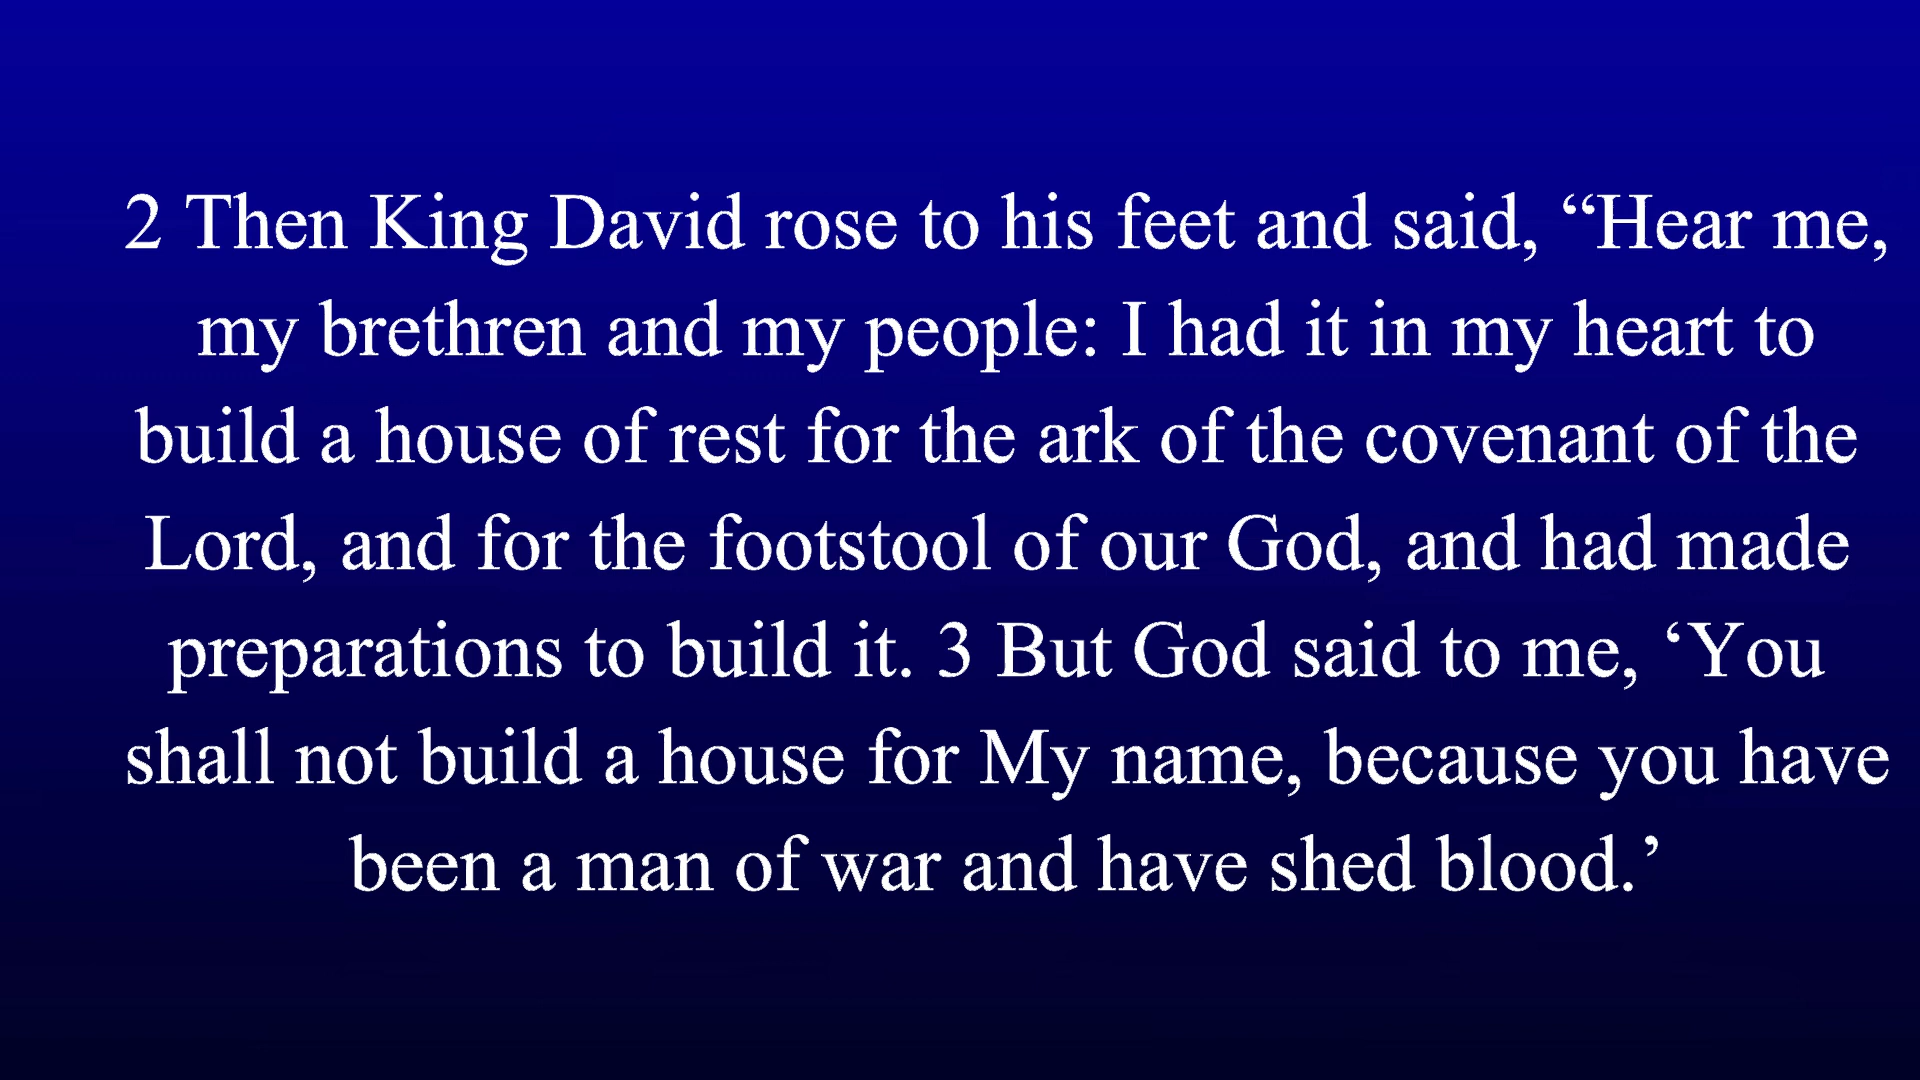 2 Then King David rose to his feet and said, “Hear me,
my brethren and my people: I had it in my heart to
build a house of rest for the ark of the covenant of the
Lord, and for the footstool of our God, and had made
preparations to build it. 3 But God said to me, ‘You
shall not build a house for My name, because you have
been a man of war and have shed blood.’